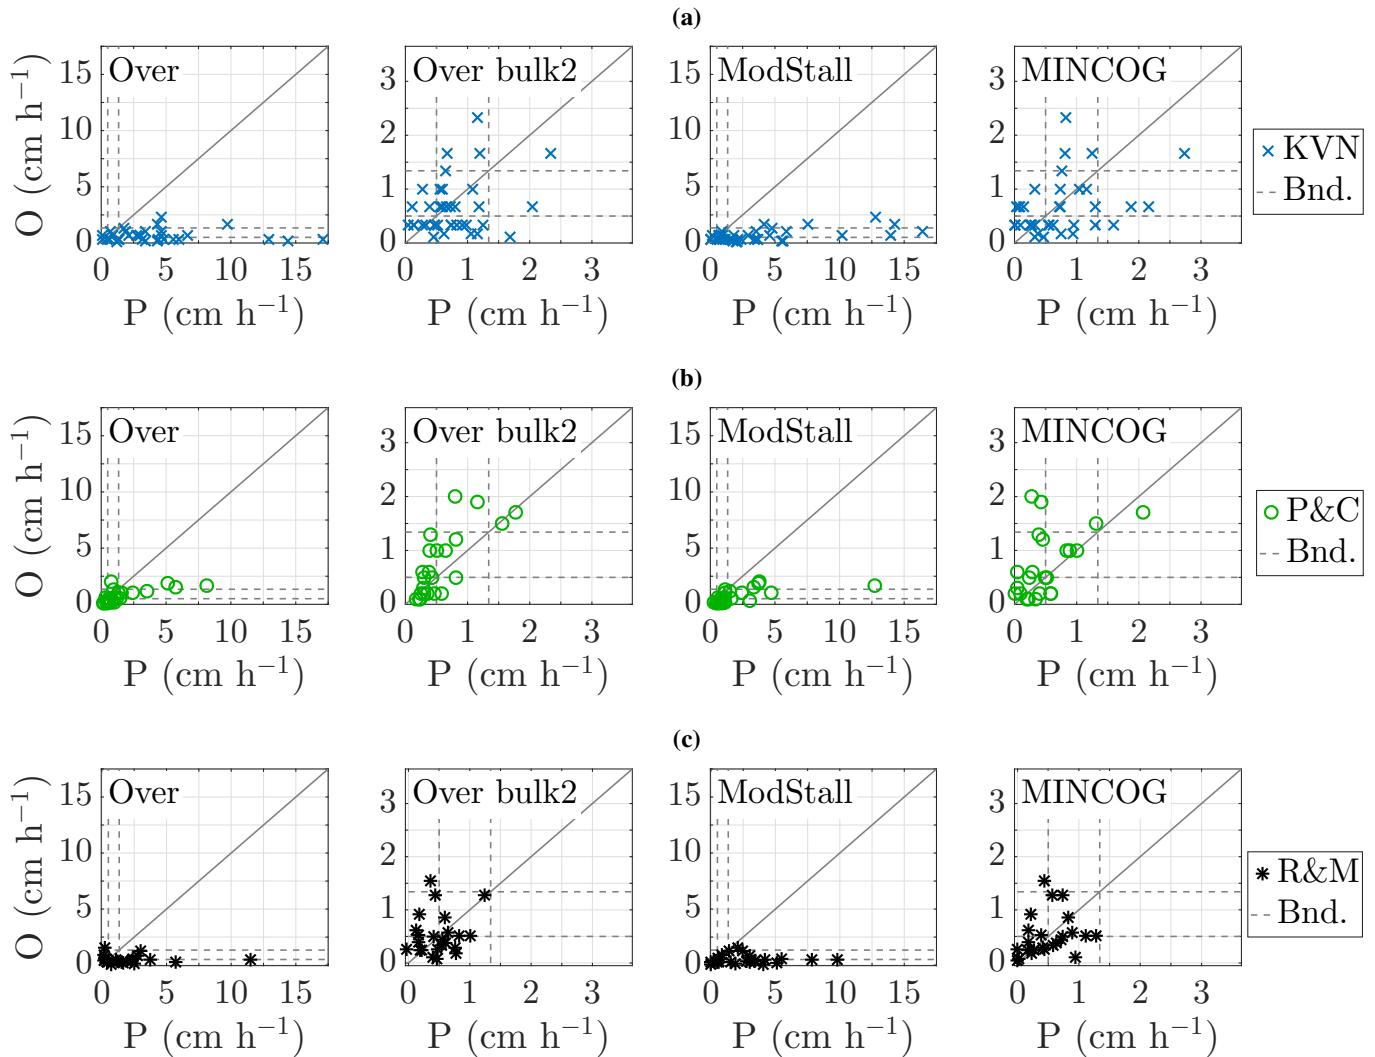 (a)
Over
Over bulk2
ModStall
MINCOG
O (cm h⁻¹)
15
10
5
0
3
2
1
0
15
10
5
0
3
2
1
0
KVN
Bnd.
0 5 10 15
0 1 2 3
0 5 10 15
0 1 2 3
P (cm h⁻¹)
P (cm h⁻¹)
P (cm h⁻¹)
P (cm h⁻¹)
(b)
Over
Over bulk2
ModStall
MINCOG
O (cm h⁻¹)
15
10
5
0
3
2
1
0
15
10
5
0
3
2
1
0
P&C
Bnd.
0 5 10 15
0 1 2 3
0 5 10 15
0 1 2 3
P (cm h⁻¹)
P (cm h⁻¹)
P (cm h⁻¹)
P (cm h⁻¹)
(c)
Over
Over bulk2
ModStall
MINCOG
O (cm h⁻¹)
15
10
5
0
3
2
1
0
15
10
5
0
3
2
1
0
R&M
Bnd.
0 5 10 15
0 1 2 3
0 5 10 15
0 1 2 3
P (cm h⁻¹)
P (cm h⁻¹)
P (cm h⁻¹)
P (cm h⁻¹)